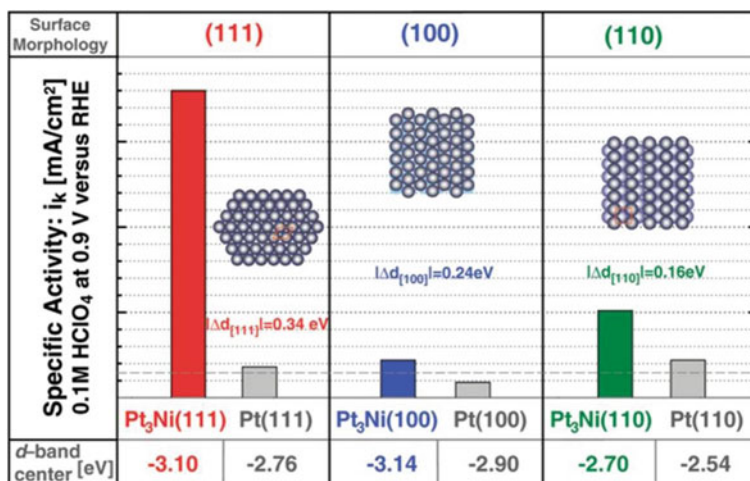 Surface Morphology
(111)
(100)
(110)
Specific Activity: iₖ [mA/cm²]
0.1M HClO₄ at 0.9 V versus RHE
|Δd[111]|=0.34 eV
|Δd[100]|=0.24eV
|Δd[110]|=0.16eV
Pt₃Ni(111)
Pt(111)
Pt₃Ni(100)
Pt(100)
Pt₃Ni(110)
Pt(110)
d-band
center [eV]
-3.10
-2.76
-3.14
-2.90
-2.70
-2.54